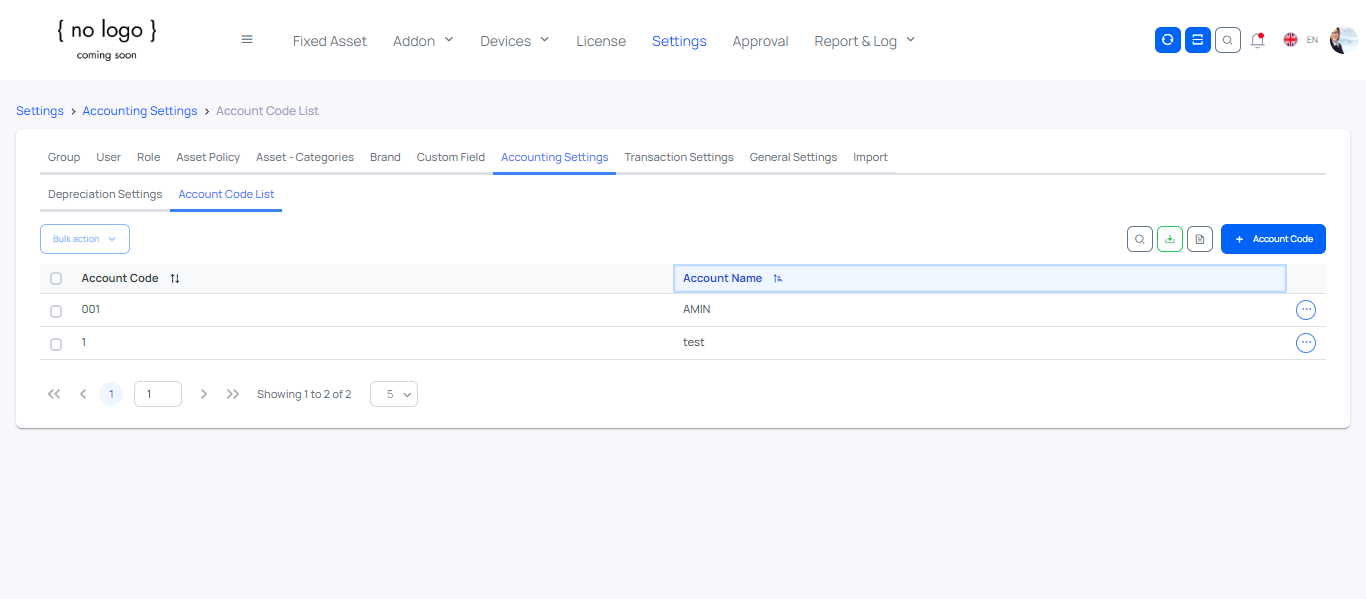 { no logo }
coming soon
Fixed Asset Addon Devices License Settings Approval Report & Log EN
Settings > Accounting Settings > Account Code List
Group User Role Asset Policy Asset - Categories Brand Custom Field Accounting Settings Transaction Settings General Settings Import
Depreciation Settings Account Code List
Bulk action + Account Code
Account Code Account Name
001 AMIN
1 test
1 1 Showing 1 to 2 of 2 5